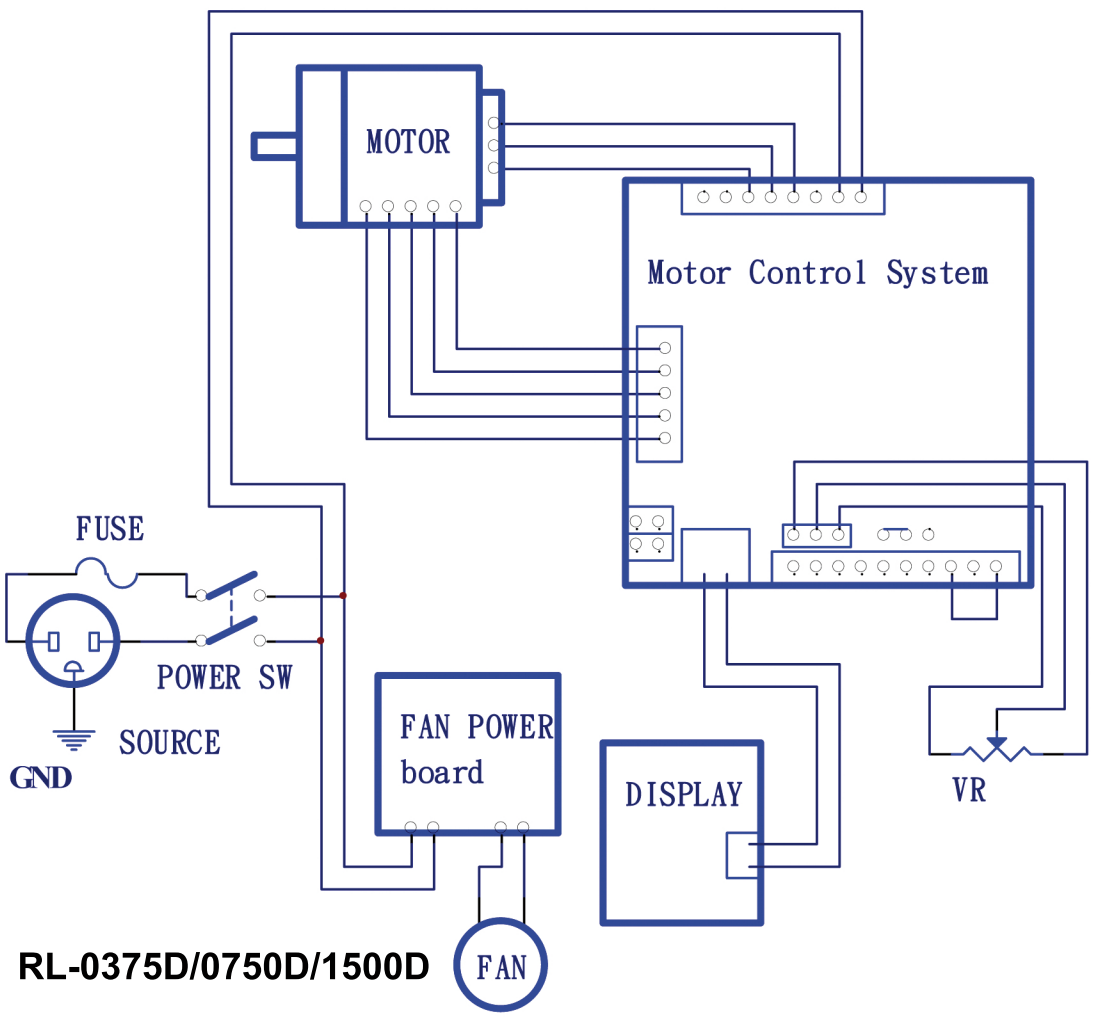 MOTOR
Motor Control System
FUSE
POWER SW
SOURCE
GND
FAN POWER
board
DISPLAY
VR
FAN
RL-0375D/0750D/1500D